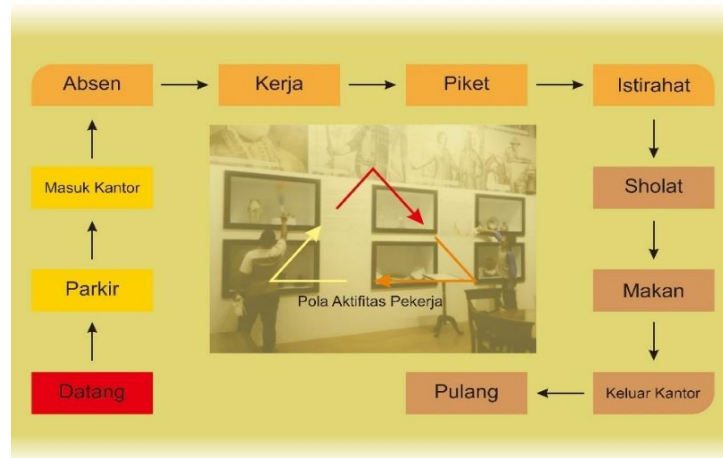 Absen
Kerja
Piket
Istirahat
Masuk Kantor
Sholat
Parkir
Makan
Pola Aktifitas Pekerja
Datang
Pulang
Keluar Kantor